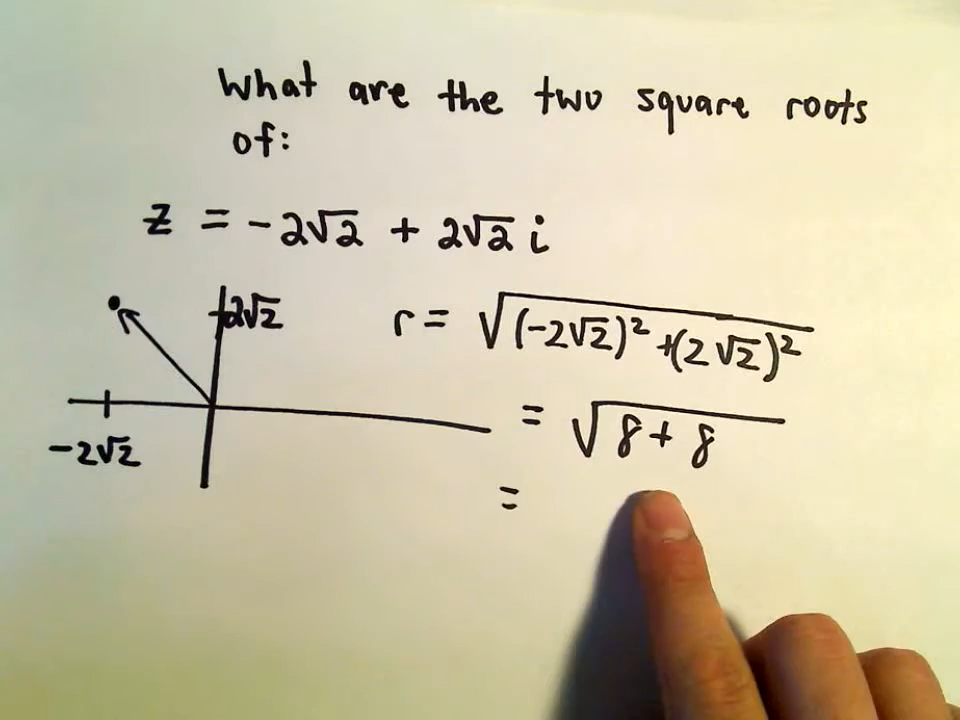 What are the two square roots
of:
z = -2√2 + 2√2 i
2√2
r = √((-2√2)² + (2√2)²)
-2√2
= √(8 + 8)
=